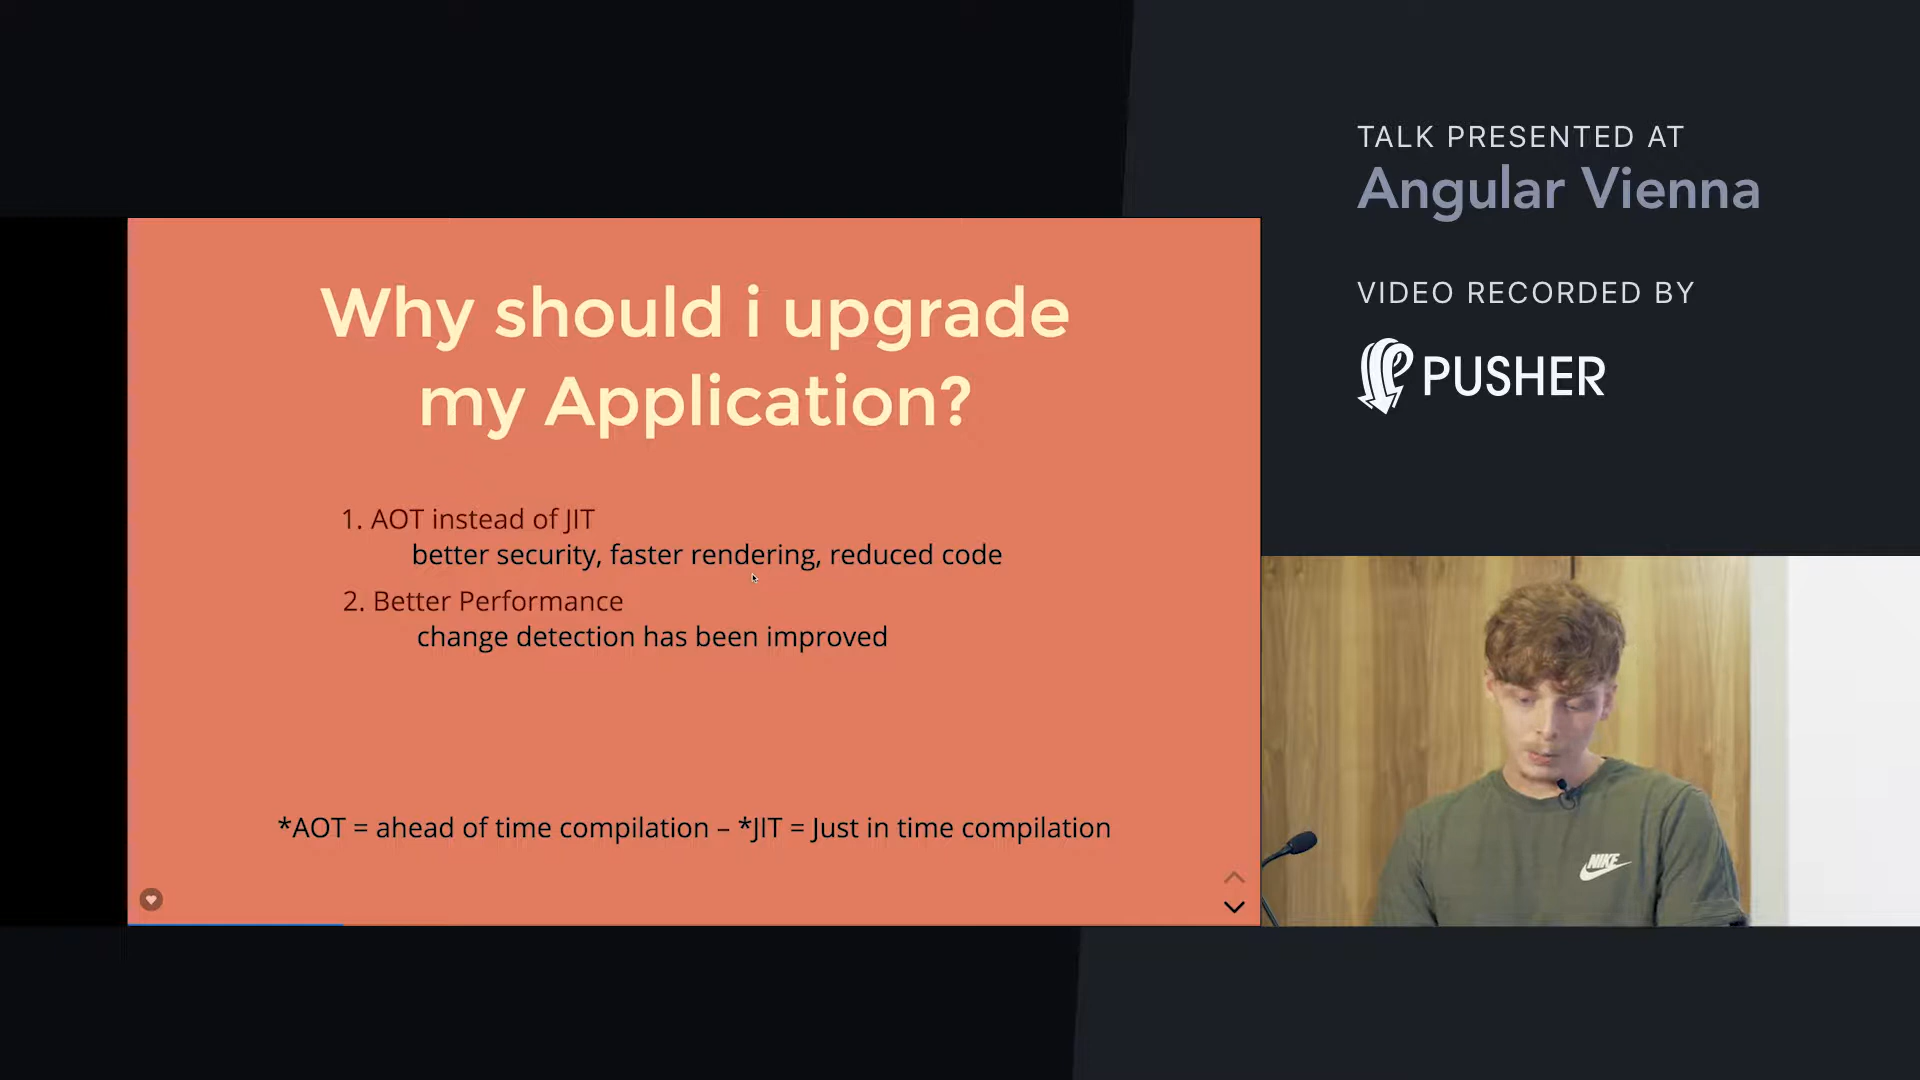 TALK PRESENTED AT
Angular Vienna
VIDEO RECORDED BY
PUSHER
Why should i upgrade
my Application?
1. AOT instead of JIT
better security, faster rendering, reduced code
2. Better Performance
change detection has been improved
*AOT = ahead of time compilation – *JIT = Just in time compilation
NIKE